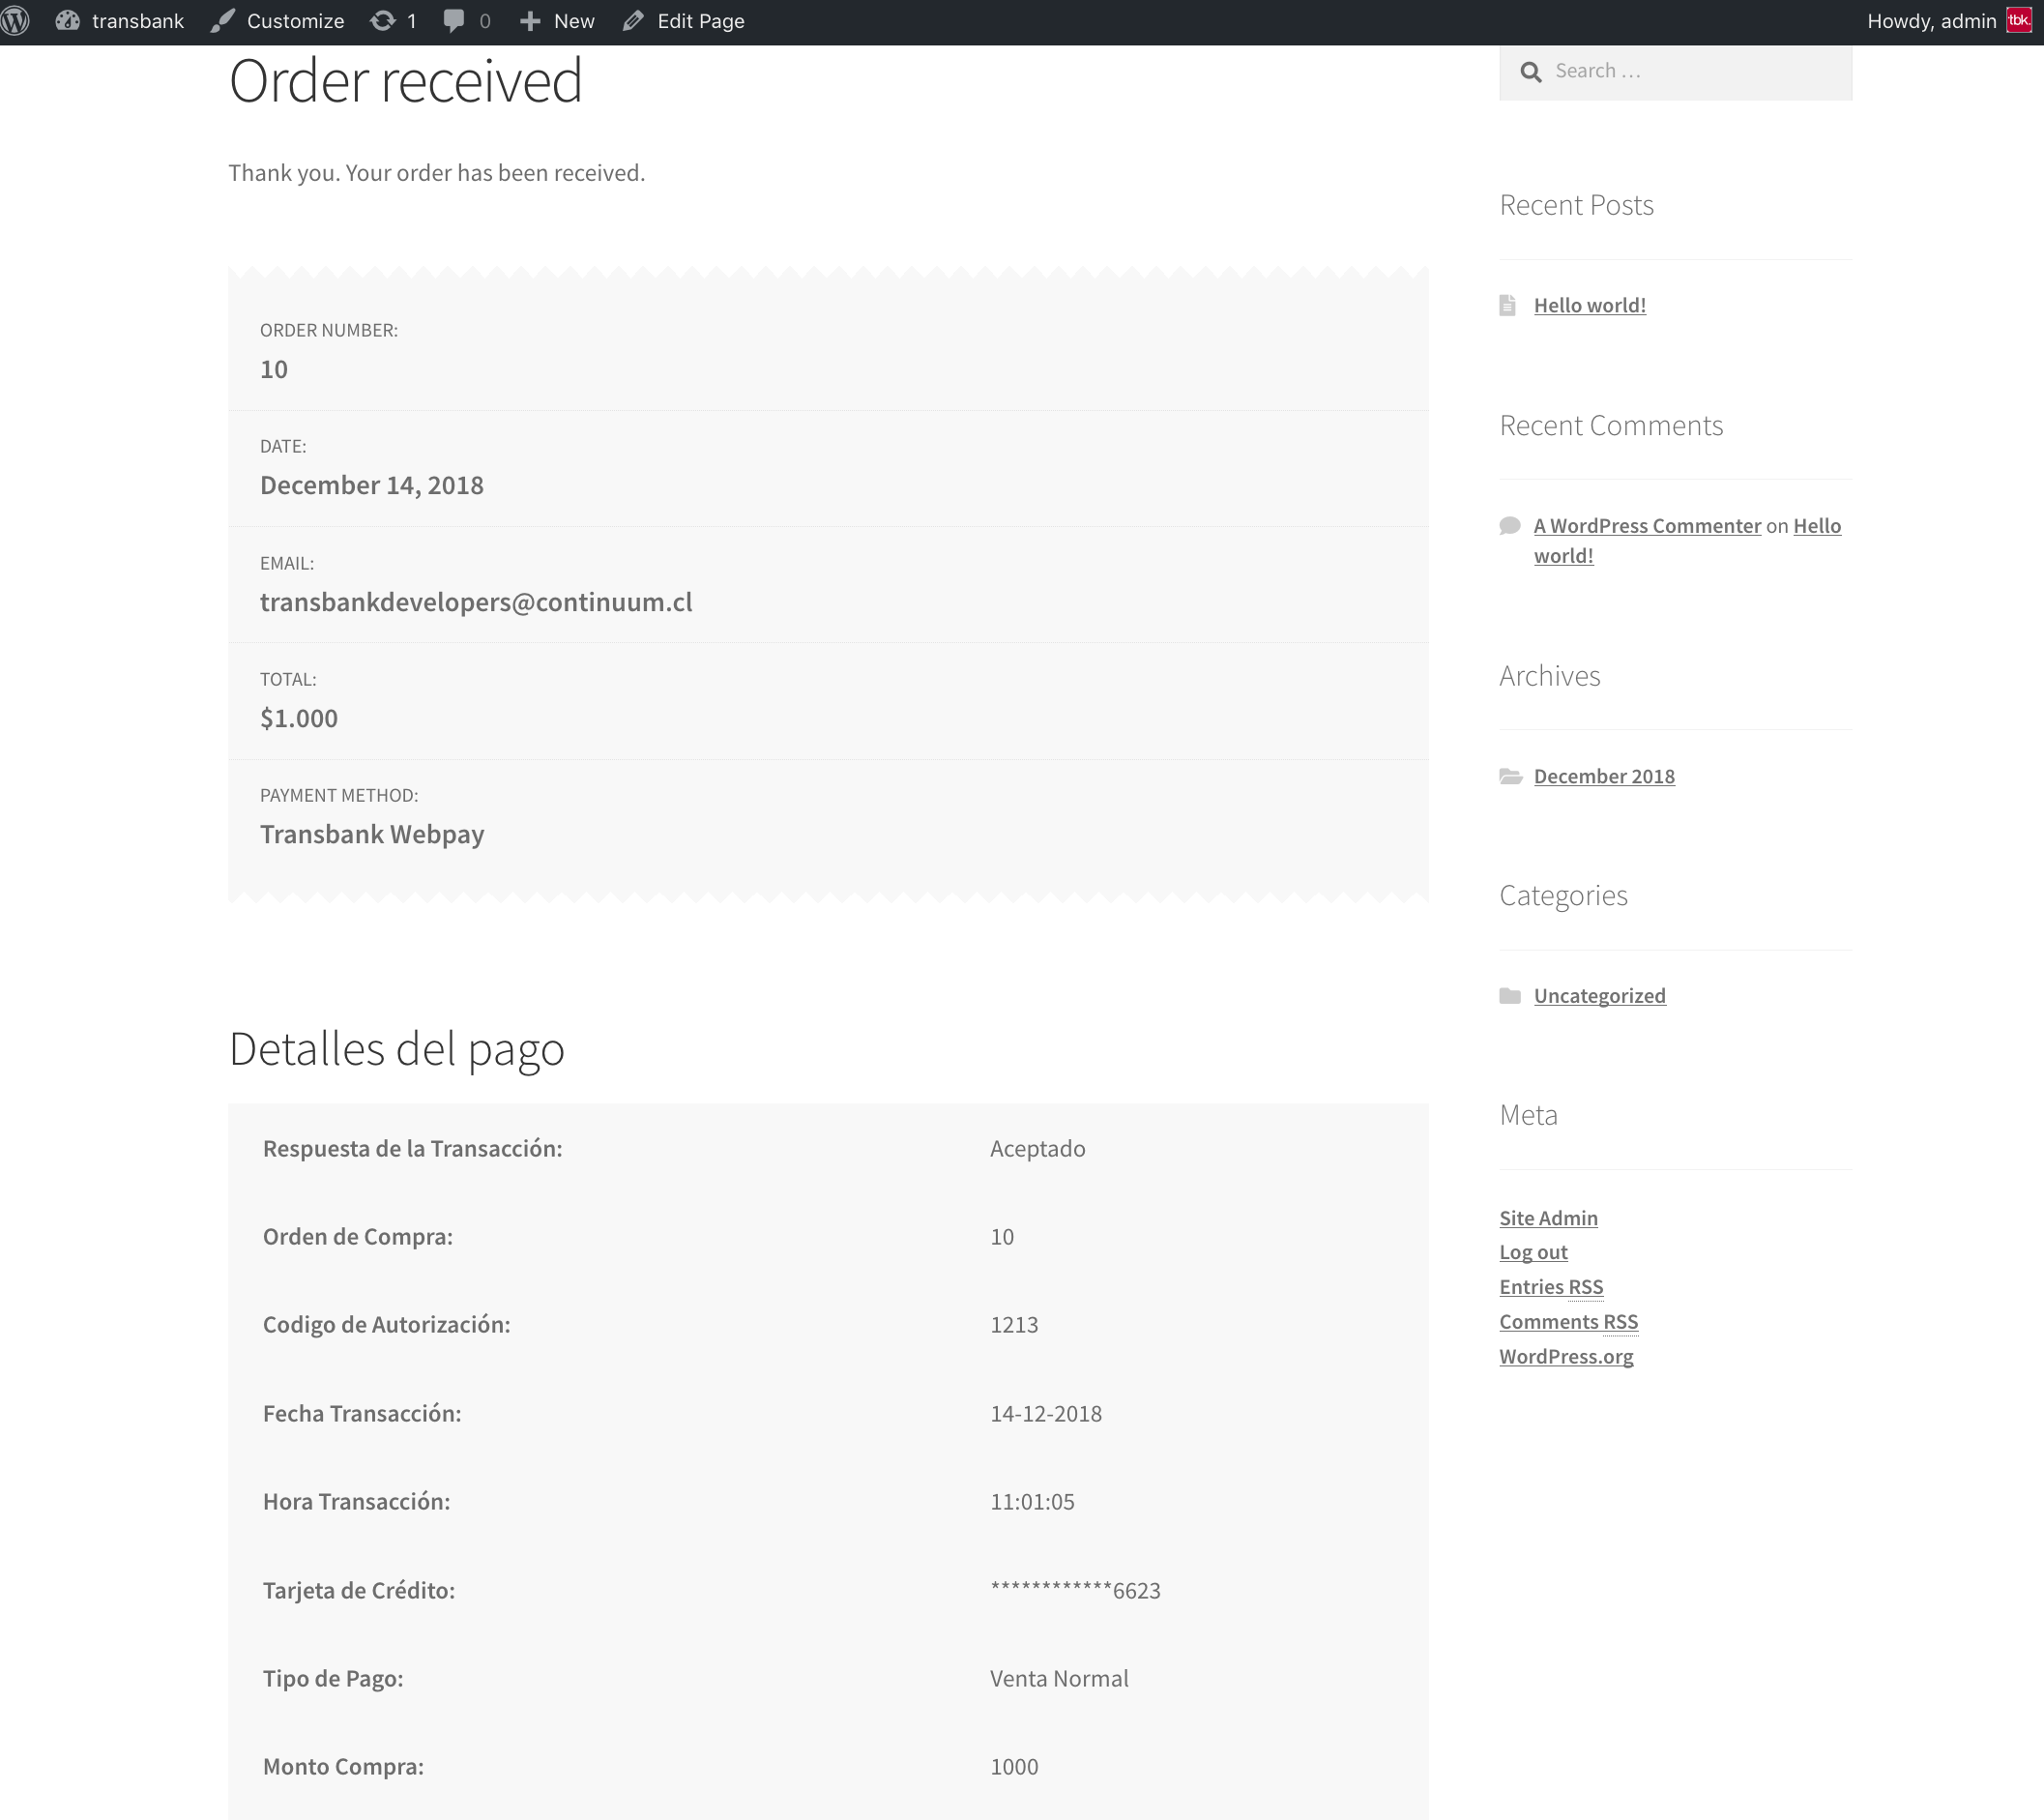 transbank Customize 1 0 New Edit Page Howdy, admin tbk.
Order received
Thank you. Your order has been received.
ORDER NUMBER:
10
DATE:
December 14, 2018
EMAIL:
transbankdevelopers@continuum.cl
TOTAL:
$1.000
PAYMENT METHOD:
Transbank Webpay
Detalles del pago
Respuesta de la Transacción: Aceptado
Orden de Compra: 10
Codigo de Autorización: 1213
Fecha Transacción: 14-12-2018
Hora Transacción: 11:01:05
Tarjeta de Crédito: ************6623
Tipo de Pago: Venta Normal
Monto Compra: 1000
Search …
Recent Posts
Hello world!
Recent Comments
A WordPress Commenter on Hello
world!
Archives
December 2018
Categories
Uncategorized
Meta
Site Admin
Log out
Entries RSS
Comments RSS
WordPress.org